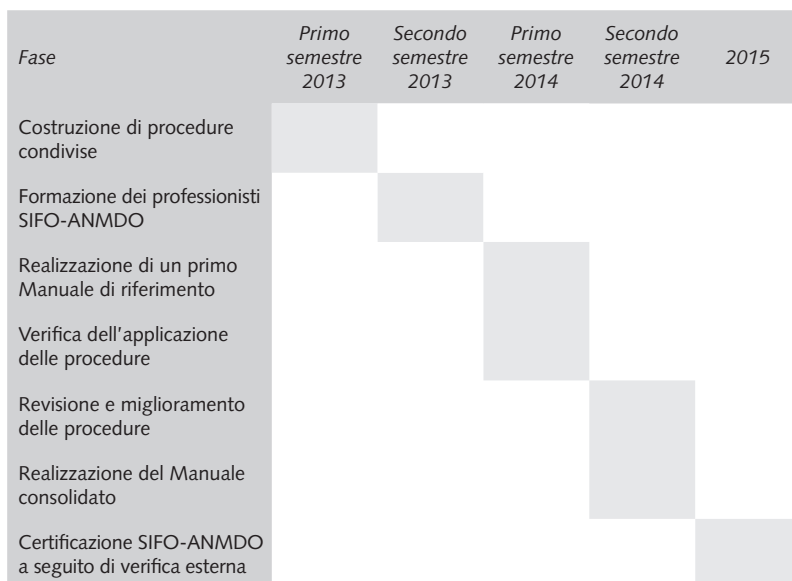 Fase
Primo
semestre
2013
Secondo
semestre
2013
Primo
semestre
2014
Secondo
semestre
2014
2015
Costruzione di procedure
condivise
Formazione dei professionisti
SIFO-ANMDO
Realizzazione di un primo
Manuale di riferimento
Verifica dell'applicazione
delle procedure
Revisione e miglioramento
delle procedure
Realizzazione del Manuale
consolidato
Certificazione SIFO-ANMDO
a seguito di verifica esterna